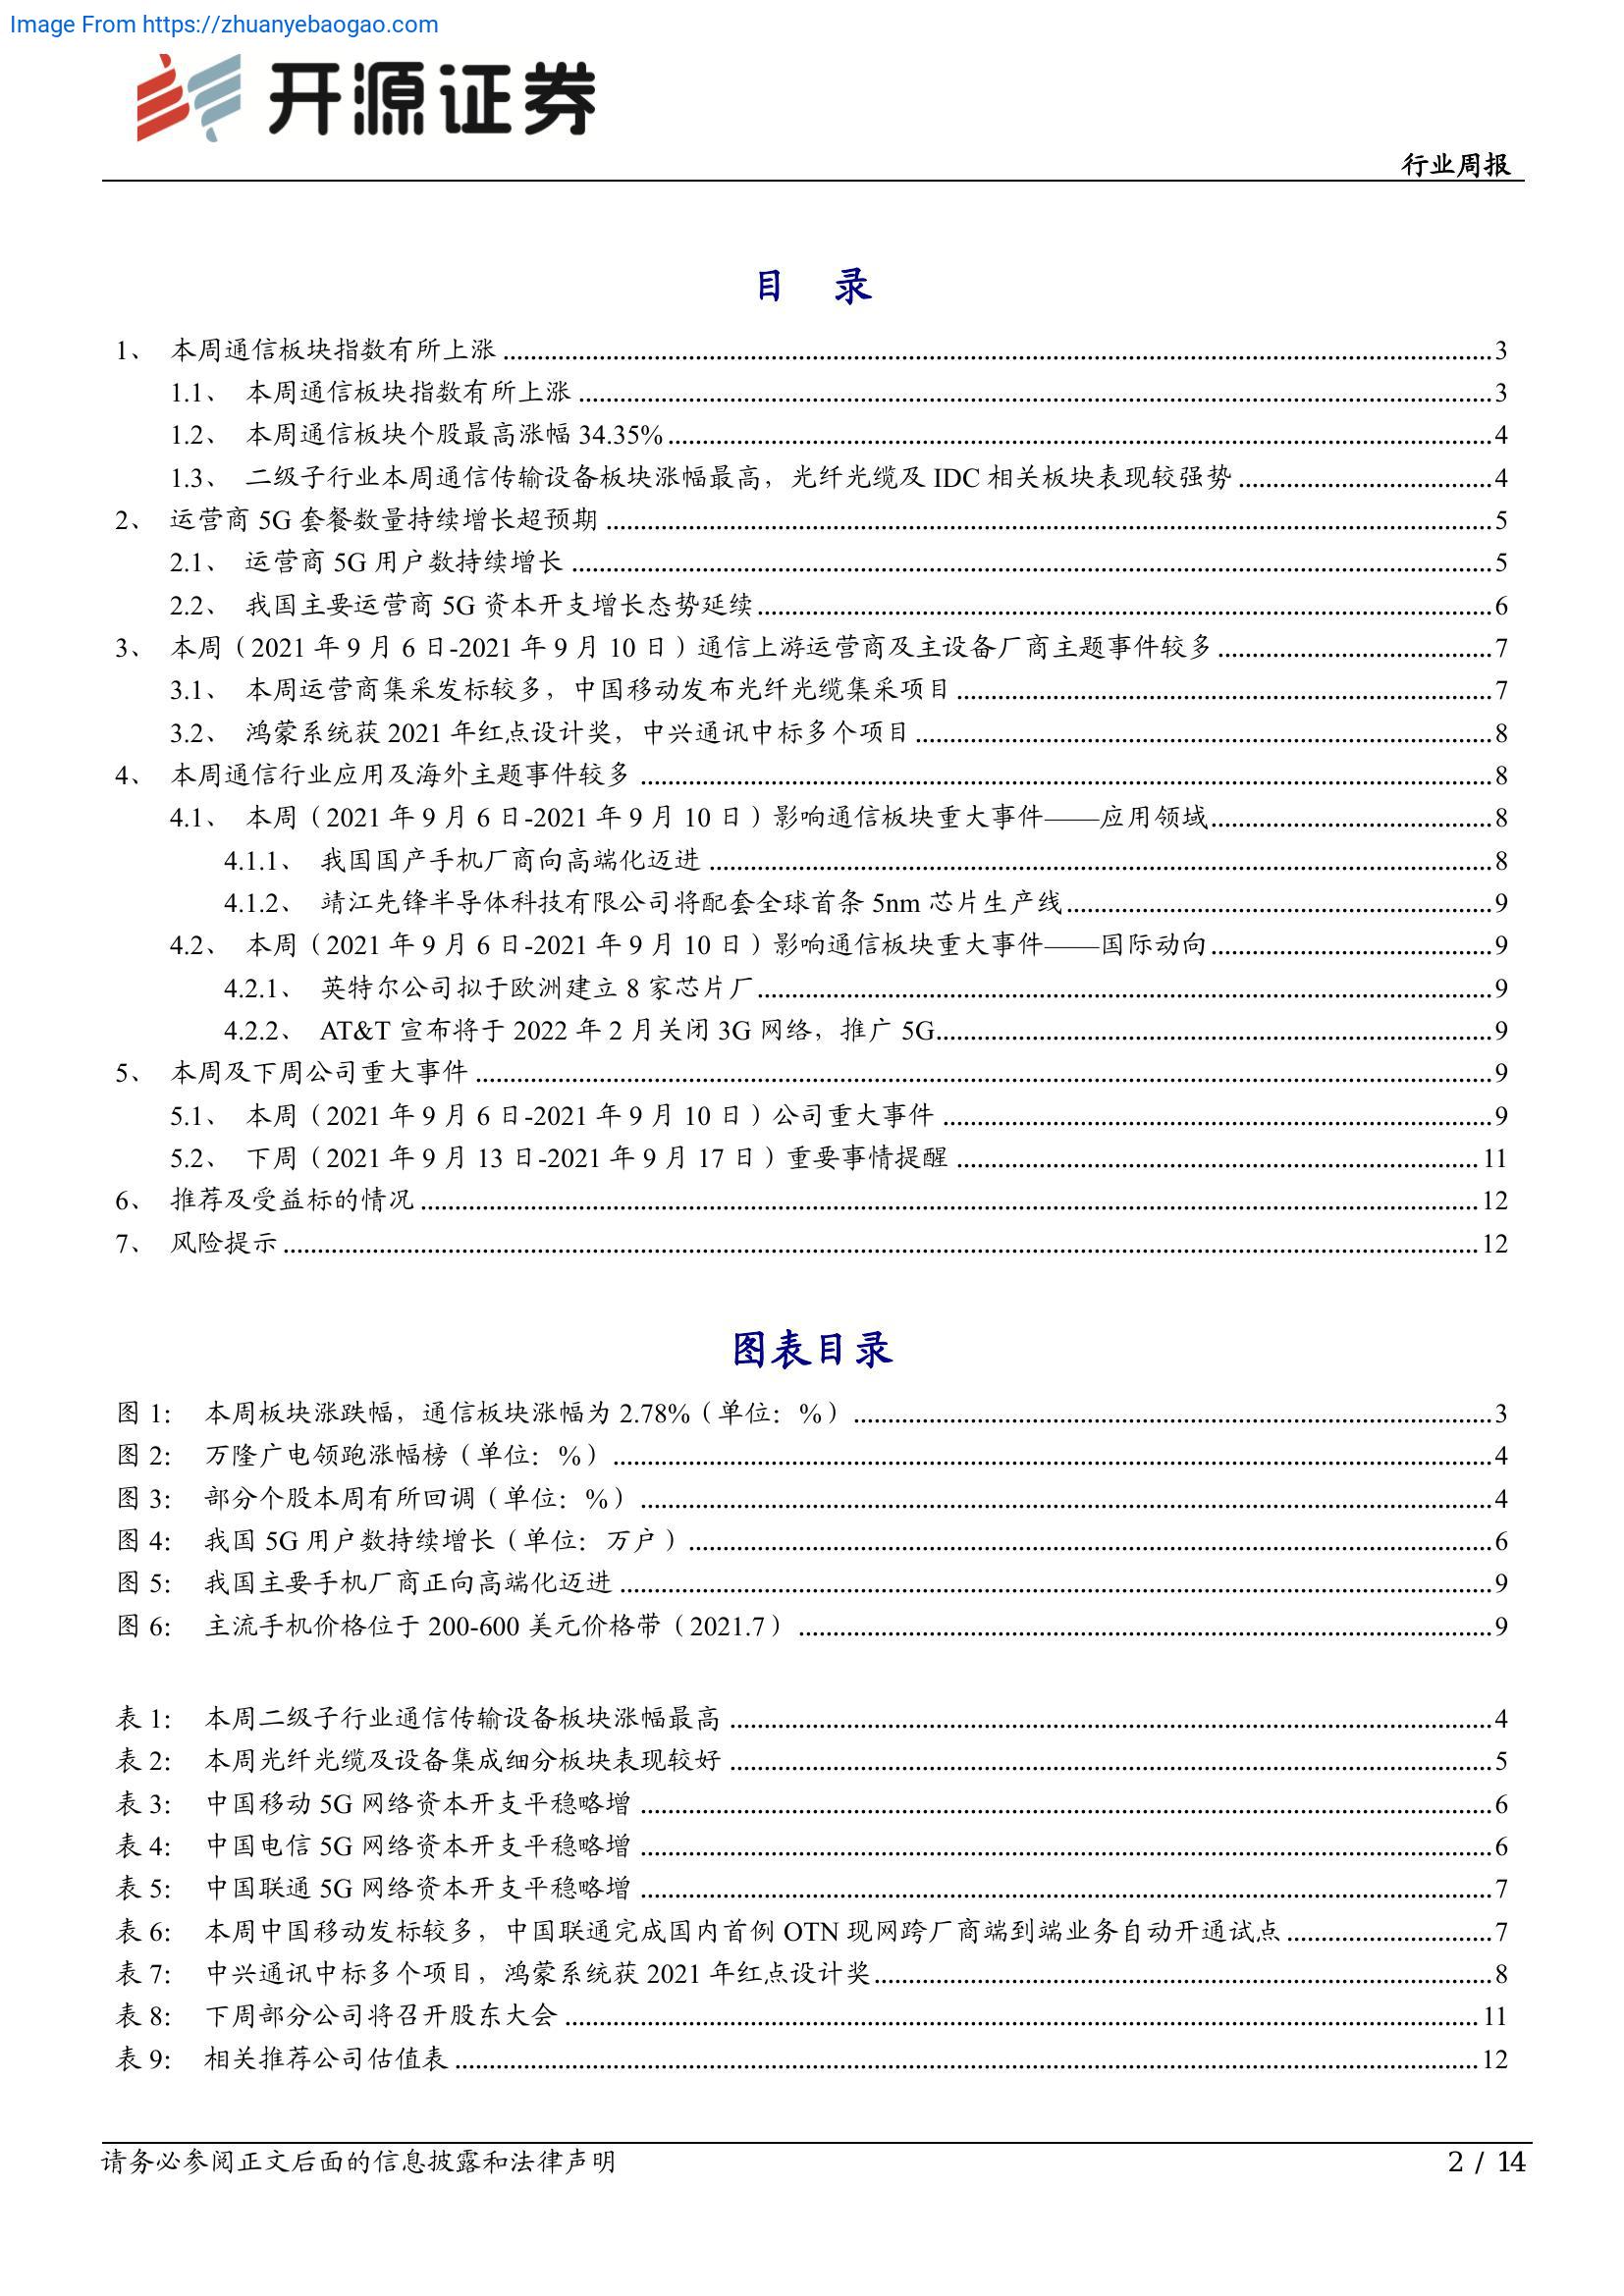 Image From https://zhuanyebaogao.com
开源证券
行业周报
目 录
1、 本周通信板块指数有所上涨 ........ 3
1.1、 本周通信板块指数有所上涨 ........ 3
1.2、 本周通信板块个股最高涨幅 34.35% ........ 4
1.3、 二级子行业本周通信传输设备板块涨幅最高，光纤光缆及 IDC 相关板块表现较强势 ........ 4
2、 运营商 5G 套餐数量持续增长超预期 ........ 5
2.1、 运营商 5G 用户数持续增长 ........ 5
2.2、 我国主要运营商 5G 资本开支增长态势延续 ........ 6
3、 本周（2021 年 9 月 6 日-2021 年 9 月 10 日）通信上游运营商及主设备厂商主题事件较多 ........ 7
3.1、 本周运营商集采发标较多，中国移动发布光纤光缆集采项目 ........ 7
3.2、 鸿蒙系统获 2021 年红点设计奖，中兴通讯中标多个项目 ........ 8
4、 本周通信行业应用及海外主题事件较多 ........ 8
4.1、 本周（2021 年 9 月 6 日-2021 年 9 月 10 日）影响通信板块重大事件——应用领域 ........ 8
4.1.1、 我国国产手机厂商向高端化迈进 ........ 8
4.1.2、 靖江先锋半导体科技有限公司将配套全球首条 5nm 芯片生产线 ........ 9
4.2、 本周（2021 年 9 月 6 日-2021 年 9 月 10 日）影响通信板块重大事件——国际动向 ........ 9
4.2.1、 英特尔公司拟于欧洲建立 8 家芯片厂 ........ 9
4.2.2、 AT&T 宣布将于 2022 年 2 月关闭 3G 网络，推广 5G ........ 9
5、 本周及下周公司重大事件 ........ 9
5.1、 本周（2021 年 9 月 6 日-2021 年 9 月 10 日）公司重大事件 ........ 9
5.2、 下周（2021 年 9 月 13 日-2021 年 9 月 17 日）重要事情提醒 ........ 11
6、 推荐及受益标的情况 ........ 12
7、 风险提示 ........ 12
图表目录
图 1: 本周板块涨跌幅，通信板块涨幅为 2.78%（单位：%） ........ 3
图 2: 万隆广电领跑涨幅榜（单位：%） ........ 4
图 3: 部分个股本周有所回调（单位：%） ........ 4
图 4: 我国 5G 用户数持续增长（单位：万户） ........ 6
图 5: 我国主要手机厂商正向高端化迈进 ........ 9
图 6: 主流手机价格位于 200-600 美元价格带（2021.7） ........ 9
表 1: 本周二级子行业通信传输设备板块涨幅最高 ........ 4
表 2: 本周光纤光缆及设备集成细分板块表现较好 ........ 5
表 3: 中国移动 5G 网络资本开支平稳略增 ........ 6
表 4: 中国电信 5G 网络资本开支平稳略增 ........ 6
表 5: 中国联通 5G 网络资本开支平稳略增 ........ 7
表 6: 本周中国移动发标较多，中国联通完成国内首例 OTN 现网跨厂商端到端业务自动开通试点 ........ 7
表 7: 中兴通讯中标多个项目，鸿蒙系统获 2021 年红点设计奖 ........ 8
表 8: 下周部分公司将召开股东大会 ........ 11
表 9: 相关推荐公司估值表 ........ 12
请务必参阅正文后面的信息披露和法律声明
2 / 14